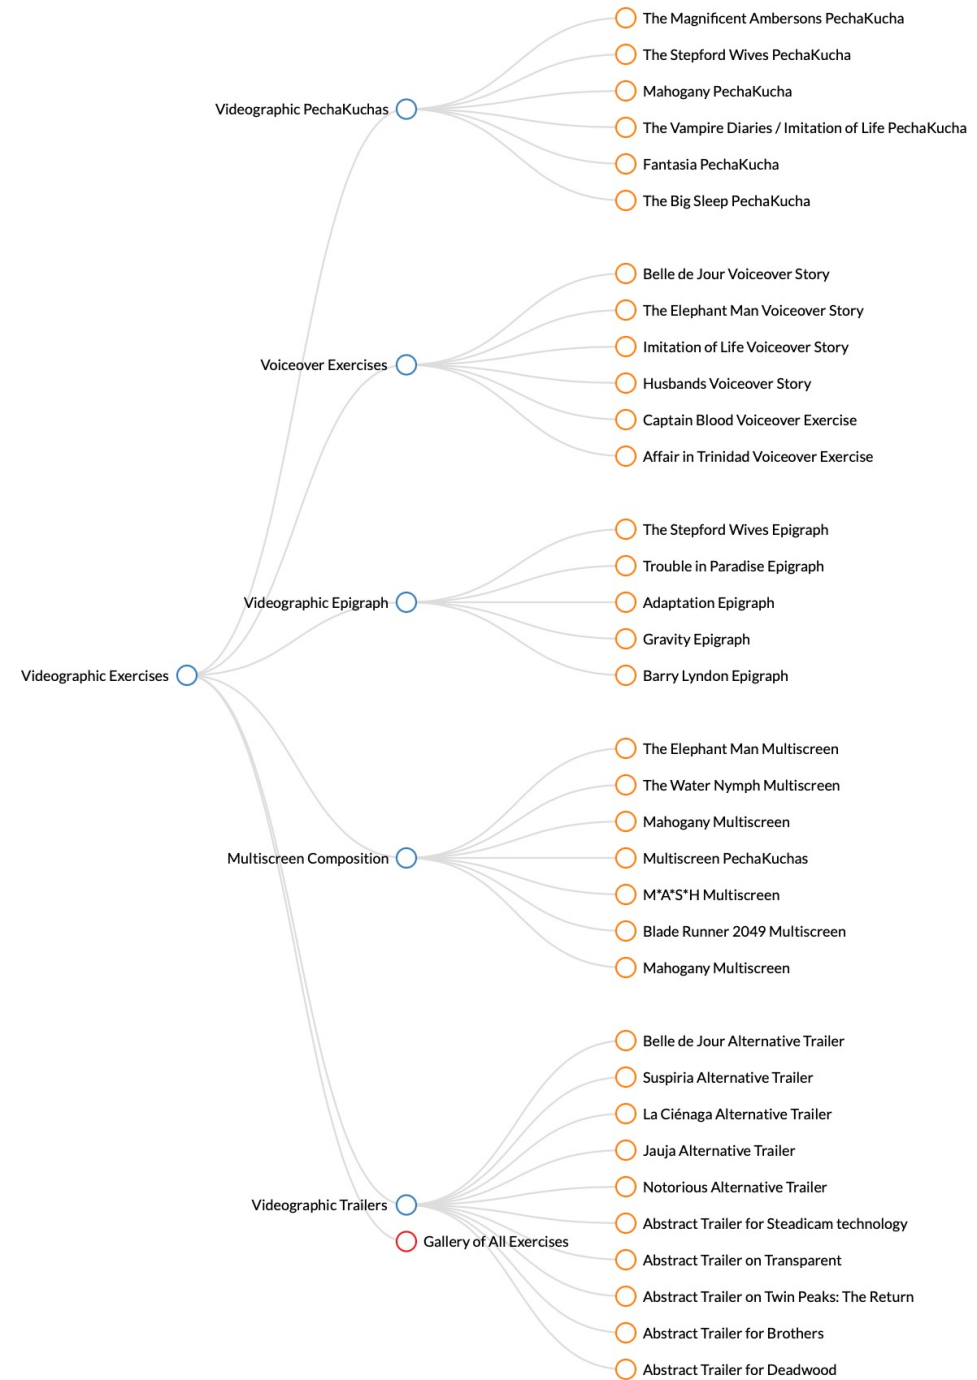 The Magnificent Ambersons PechaKucha
The Stepford Wives PechaKucha
Mahogany PechaKucha
Videographic PechaKuchas
The Vampire Diaries / Imitation of Life PechaKucha
Fantasia PechaKucha
The Big Sleep PechaKucha
Belle de Jour Voiceover Story
The Elephant Man Voiceover Story
Imitation of Life Voiceover Story
Voiceover Exercises
Husbands Voiceover Story
Captain Blood Voiceover Exercise
Affair in Trinidad Voiceover Exercise
The Stepford Wives Epigraph
Trouble in Paradise Epigraph
Videographic Epigraph
Adaptation Epigraph
Gravity Epigraph
Videographic Exercises
Barry Lyndon Epigraph
The Elephant Man Multiscreen
The Water Nymph Multiscreen
Mahogany Multiscreen
Multiscreen Composition
Multiscreen PechaKuchas
M*A*S*H Multiscreen
Blade Runner 2049 Multiscreen
Mahogany Multiscreen
Belle de Jour Alternative Trailer
Suspiria Alternative Trailer
La Ciénaga Alternative Trailer
Jauja Alternative Trailer
Notorious Alternative Trailer
Videographic Trailers
Abstract Trailer for Steadicam technology
Gallery of All Exercises
Abstract Trailer on Transparent
Abstract Trailer on Twin Peaks: The Return
Abstract Trailer for Brothers
Abstract Trailer for Deadwood